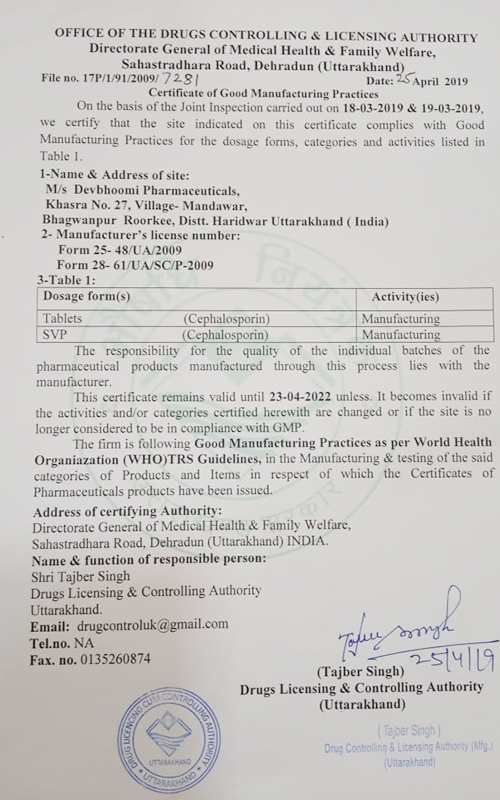 OFFICE OF THE DRUGS CONTROLLING & LICENSING AUTHORITY
Directorate General of Medical Health & Family Welfare,
Sahastradhara Road, Dehradun (Uttarakhand)
File no. 17P/1/91/2009/ 7281 Date: 25 April 2019
Certificate of Good Manufacturing Practices
On the basis of the Joint Inspection carried out on 18-03-2019 & 19-03-2019,
we certify that the site indicated on this certificate complies with Good
Manufacturing Practices for the dosage forms, categories and activities listed in
Table 1.
1-Name & Address of site:
M/s Devbhoomi Pharmaceuticals,
Khasra No. 27, Village- Mandawar,
Bhagwanpur Roorkee, Distt. Haridwar Uttarakhand ( India)
2- Manufacturer's license number:
Form 25- 48/UA/2009
Form 28- 61/UA/SC/P-2009
3-Table 1:
Dosage form(s) Activity(ies)
Tablets (Cephalosporin) Manufacturing
SVP (Cephalosporin) Manufacturing
The responsibility for the quality of the individual batches of the
pharmaceutical products manufactured through this process lies with the
manufacturer.
This certificate remains valid until 23-04-2022 unless. It becomes invalid if
the activities and/or categories certified herewith are changed or if the site is no
longer considered to be in compliance with GMP.
The firm is following Good Manufacturing Practices as per World Health
Organiazation (WHO)TRS Guidelines, in the Manufacturing & testing of the said
categories of Products and Items in respect of which the Certificates of
Pharmaceuticals products have been issued.
Address of certifying Authority:
Directorate General of Medical Health & Family Welfare,
Sahastradhara Road, Dehradun (Uttarakhand) INDIA.
Name & function of responsible person:
Shri Tajber Singh
Drugs Licensing & Controlling Authority
Uttarakhand.
Email: drugcontroluk@gmail.com
Tel.no. NA
Fax. no. 0135260874
Tajber Singh
25/4/19
(Tajber Singh)
Drugs Licensing & Controlling Authority
(Uttarakhand)
( Tajber Singh )
Drug Controlling & Licensing Authority (Mfg.)
(Uttarakhand)
DRUG LICENCING CUM CONTROLLING AUTHORITY
UTTARAKHAND
UTTARAKHAND